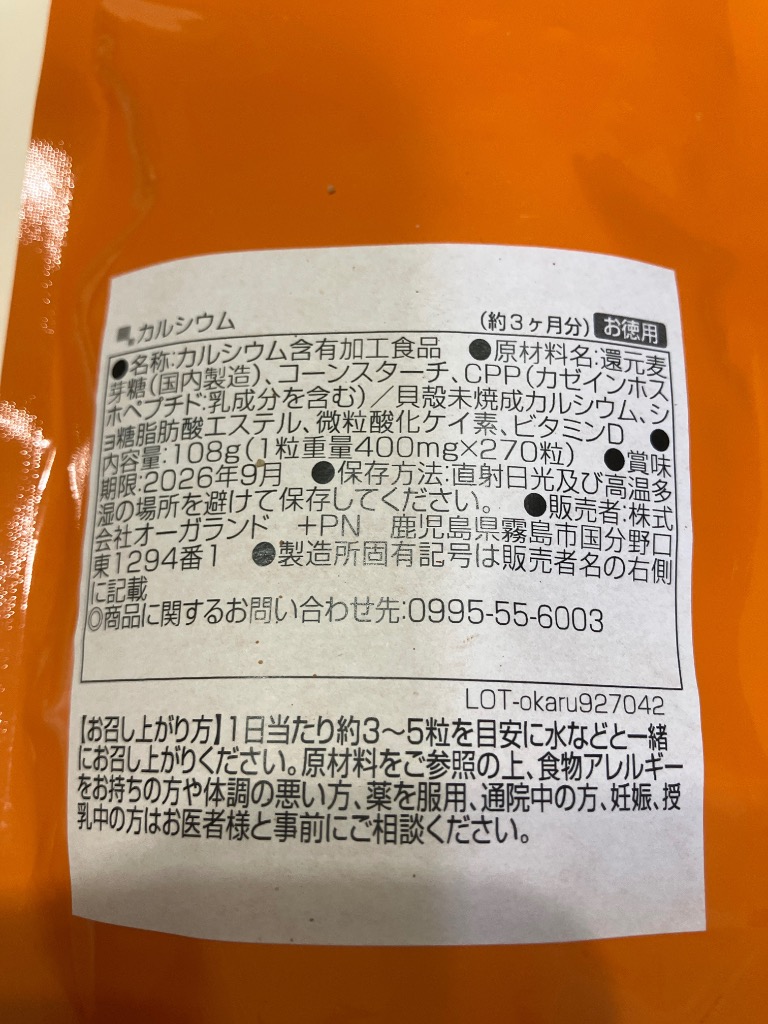 カルシウム (約3ヶ月分) お徳用
●名称:カルシウム含有加工食品 ●原材料名:還元麦
芽糖(国内製造)、コーンスターチ、CPP(カゼインホス
ホペプチド:乳成分を含む)／貝殻未焼成カルシウム、シ
ョ糖脂肪酸エステル、微粒酸化ケイ素、ビタミンD ●
内容量:108g(1粒重量400mg×270粒) ●賞味
期限:2026年9月 ●保存方法:直射日光及び高温多
湿の場所を避けて保存してください。 ●販売者:株式
会社オーガランド +PN 鹿児島県霧島市国分野口
東1294番1 ●製造所固有記号は販売者名の右側
に記載
◎商品に関するお問い合わせ先:0995-55-6003
LOT-okaru927042
【お召し上がり方】1日当たり約3〜5粒を目安に水などと一緒
にお召し上がりください。原材料をご参照の上、食物アレルギー
をお持ちの方や体調の悪い方、薬を服用、通院中の方、妊娠、授
乳中の方はお医者様と事前にご相談ください。